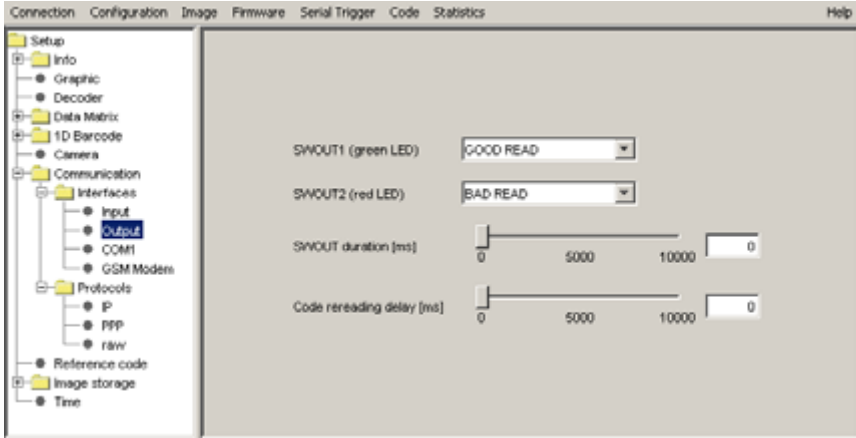 Connection Configuration Image Firmware Serial Trigger Code Statistics Help
Setup
Info
Graphic
Decoder
Data Matrix
1D Barcode
Camera
Communication
Interfaces
Input
Output
COM1
GSM Modem
Protocols
IP
PPP
raw
Reference code
Image storage
Time
SWOUT1 (green LED) GOOD READ
SWOUT2 (red LED) BAD READ
SWOUT duration [ms] 0
0 5000 10000
Code rereading delay [ms] 0
0 5000 10000